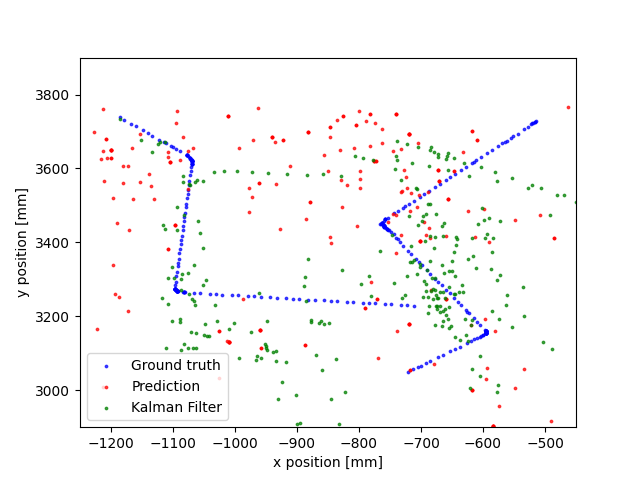 3800
3600
3400
3200
3000
y position [mm]
Ground truth
Prediction
Kalman Filter
−1200 −1100 −1000 −900 −800 −700 −600 −500
x position [mm]